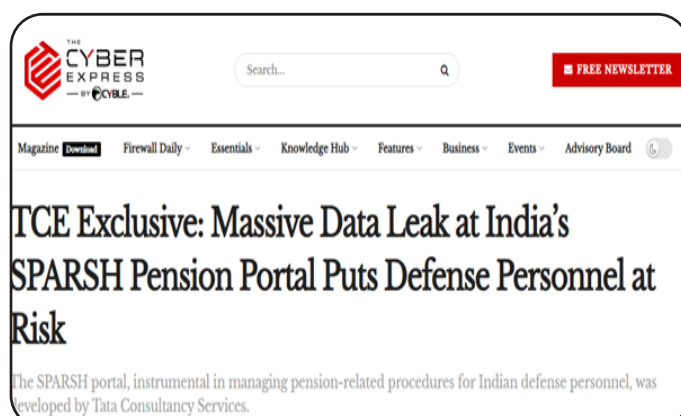 THE
CYBER
EXPRESS
— BY CYBLE. —
Search...
FREE NEWSLETTER
Magazine Download Firewall Daily Essentials Knowledge Hub Features Business Events Advisory Board
TCE Exclusive: Massive Data Leak at India's
SPARSH Pension Portal Puts Defense Personnel at
Risk
The SPARSH portal, instrumental in managing pension-related procedures for Indian defense personnel, was
developed by Tata Consultancy Services.